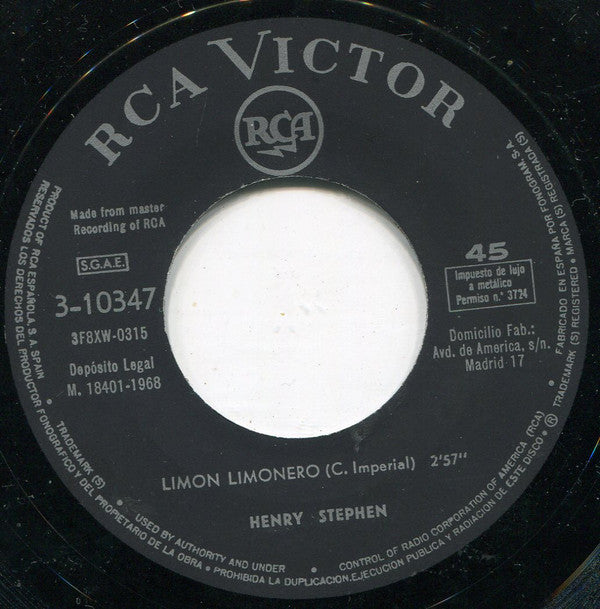 RCA VICTOR
RCA
Made from master
Recording of RCA
S.G.A.E.
3-10347
3F8XW-0315
Depósito Legal
M. 18401-1968
45
Impuesto de lujo
a metálico
Permiso n.° 3724
Domicilio Fab.:
Avd. de America, s/n.
Madrid 17
LIMON LIMONERO (C. Imperial) 2'57"
HENRY STEPHEN
PRODUCT OF RCA ESPAÑOLA, S. A. SPAIN
RESERVADOS LOS DERECHOS DEL PRODUCTOR FONOGRAFICO Y DEL PROPIETARIO DE LA OBRA • PROHIBIDA LA DUPLICACION, EJECUCION PUBLICA Y RADIACION DE ESTE DISCO •
TRADEMARK (S) • USED BY AUTHORITY AND UNDER • CONTROL OF RADIO CORPORATION OF AMERICA (RCA)
® TRADEMARK (S) REGISTERED • MARCA (S) REGISTRADA (S)
FABRICADO EN ESPAÑA POR FONOGRAM, S.A.